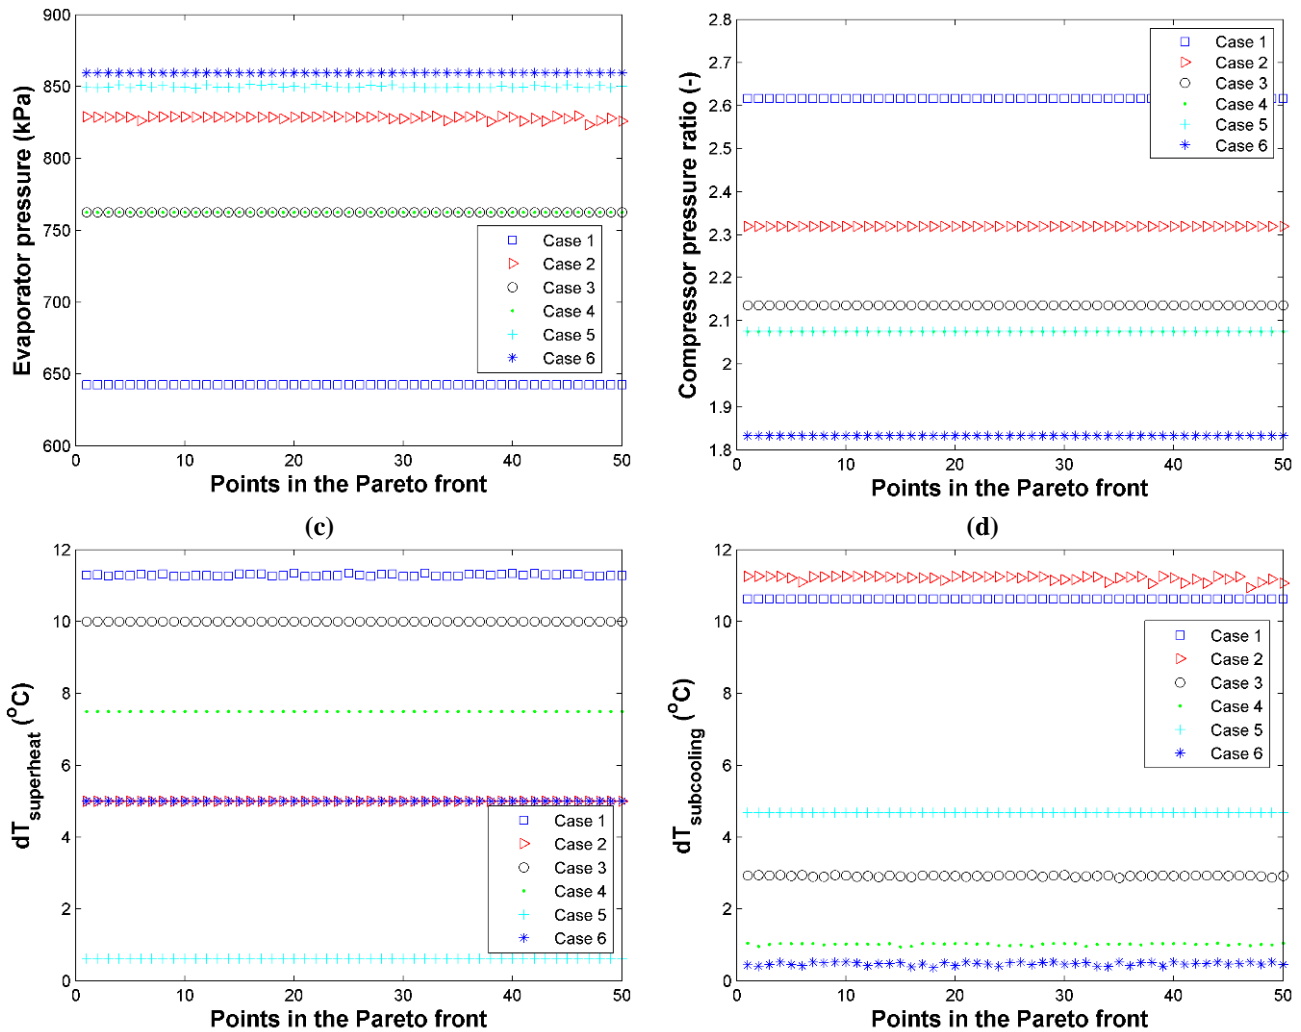 900
850
800
750
700
650
600
Evaporator pressure (kPa)
Case 1
Case 2
Case 3
Case 4
Case 5
Case 6
0
10
20
30
40
50
Points in the Pareto front
(c)
2.8
2.7
2.6
2.5
2.4
2.3
2.2
2.1
2
1.9
1.8
Compressor pressure ratio (-)
Case 1
Case 2
Case 3
Case 4
Case 5
Case 6
0
10
20
30
40
50
Points in the Pareto front
(d)
12
10
8
6
4
2
0
dTsuperheat (°C)
Case 1
Case 2
Case 3
Case 4
Case 5
Case 6
0
10
20
30
40
50
Points in the Pareto front
12
10
8
6
4
2
0
dTsubcooling (°C)
Case 1
Case 2
Case 3
Case 4
Case 5
Case 6
0
10
20
30
40
50
Points in the Pareto front